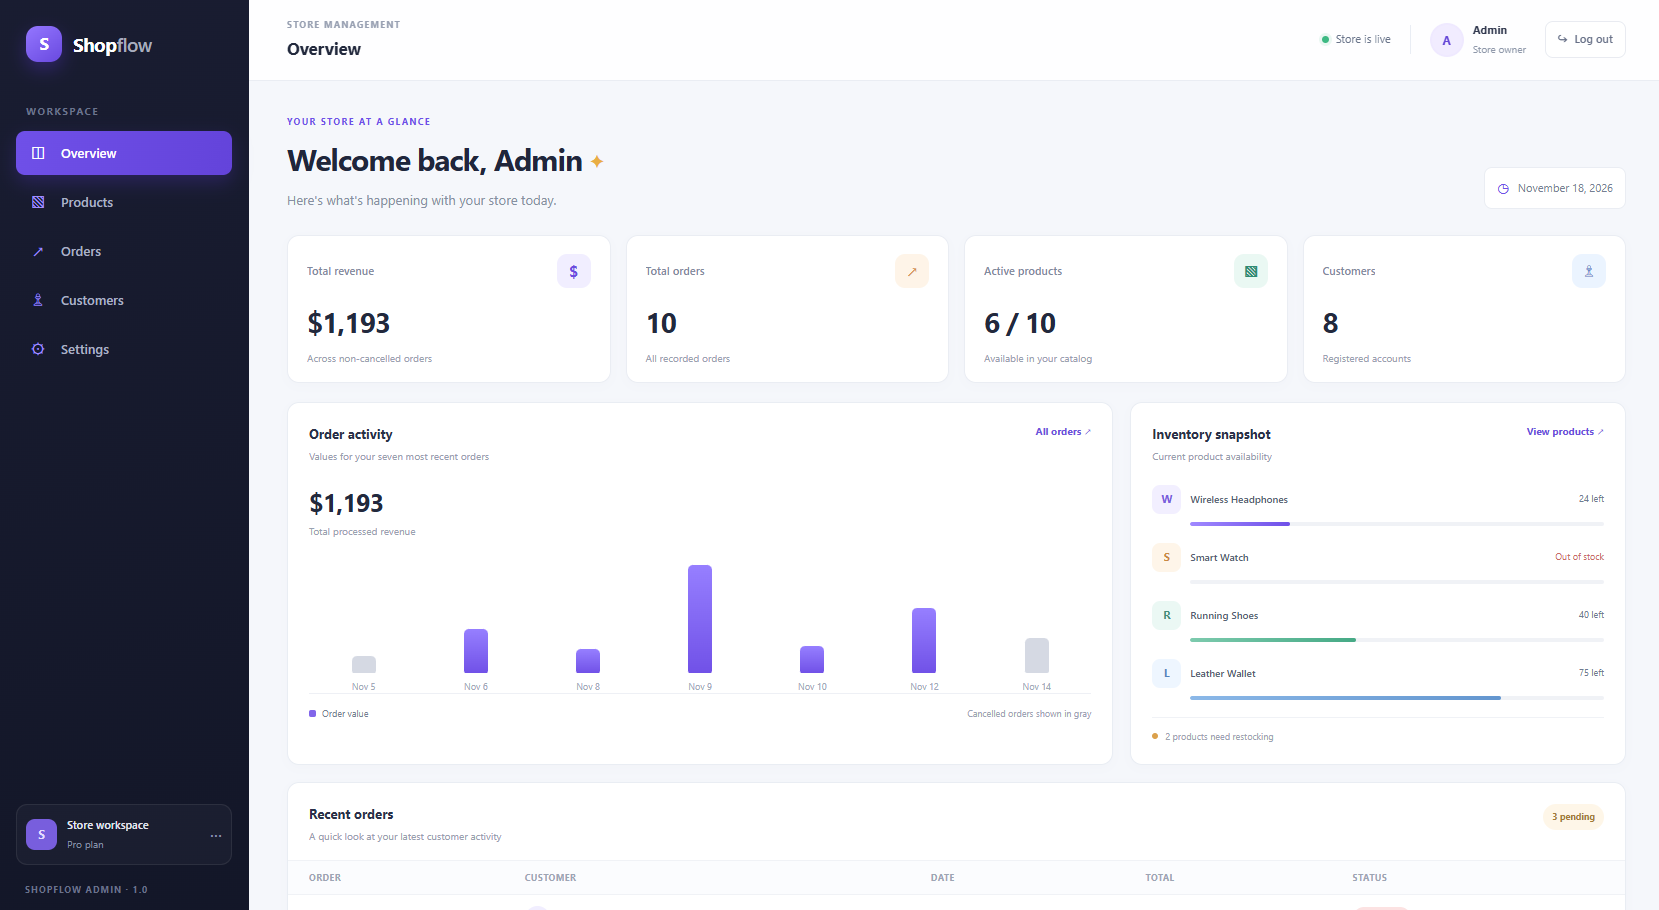 S Shopflow
WORKSPACE
Overview
Products
Orders
Customers
Settings
S Store workspace
Pro plan
SHOPFLOW ADMIN · 1.0
STORE MANAGEMENT
Overview
Store is live
A Admin
Store owner
Log out
YOUR STORE AT A GLANCE
Welcome back, Admin
Here's what's happening with your store today.
November 18, 2026
Total revenue
$
$1,193
Across non-cancelled orders
Total orders
10
All recorded orders
Active products
6 / 10
Available in your catalog
Customers
8
Registered accounts
Order activity
All orders
Values for your seven most recent orders
$1,193
Total processed revenue
Nov 5 Nov 6 Nov 8 Nov 9 Nov 10 Nov 12 Nov 14
Order value
Cancelled orders shown in gray
Inventory snapshot
View products
Current product availability
W Wireless Headphones 24 left
S Smart Watch Out of stock
R Running Shoes 40 left
L Leather Wallet 75 left
2 products need restocking
Recent orders
3 pending
A quick look at your latest customer activity
ORDER CUSTOMER DATE TOTAL STATUS